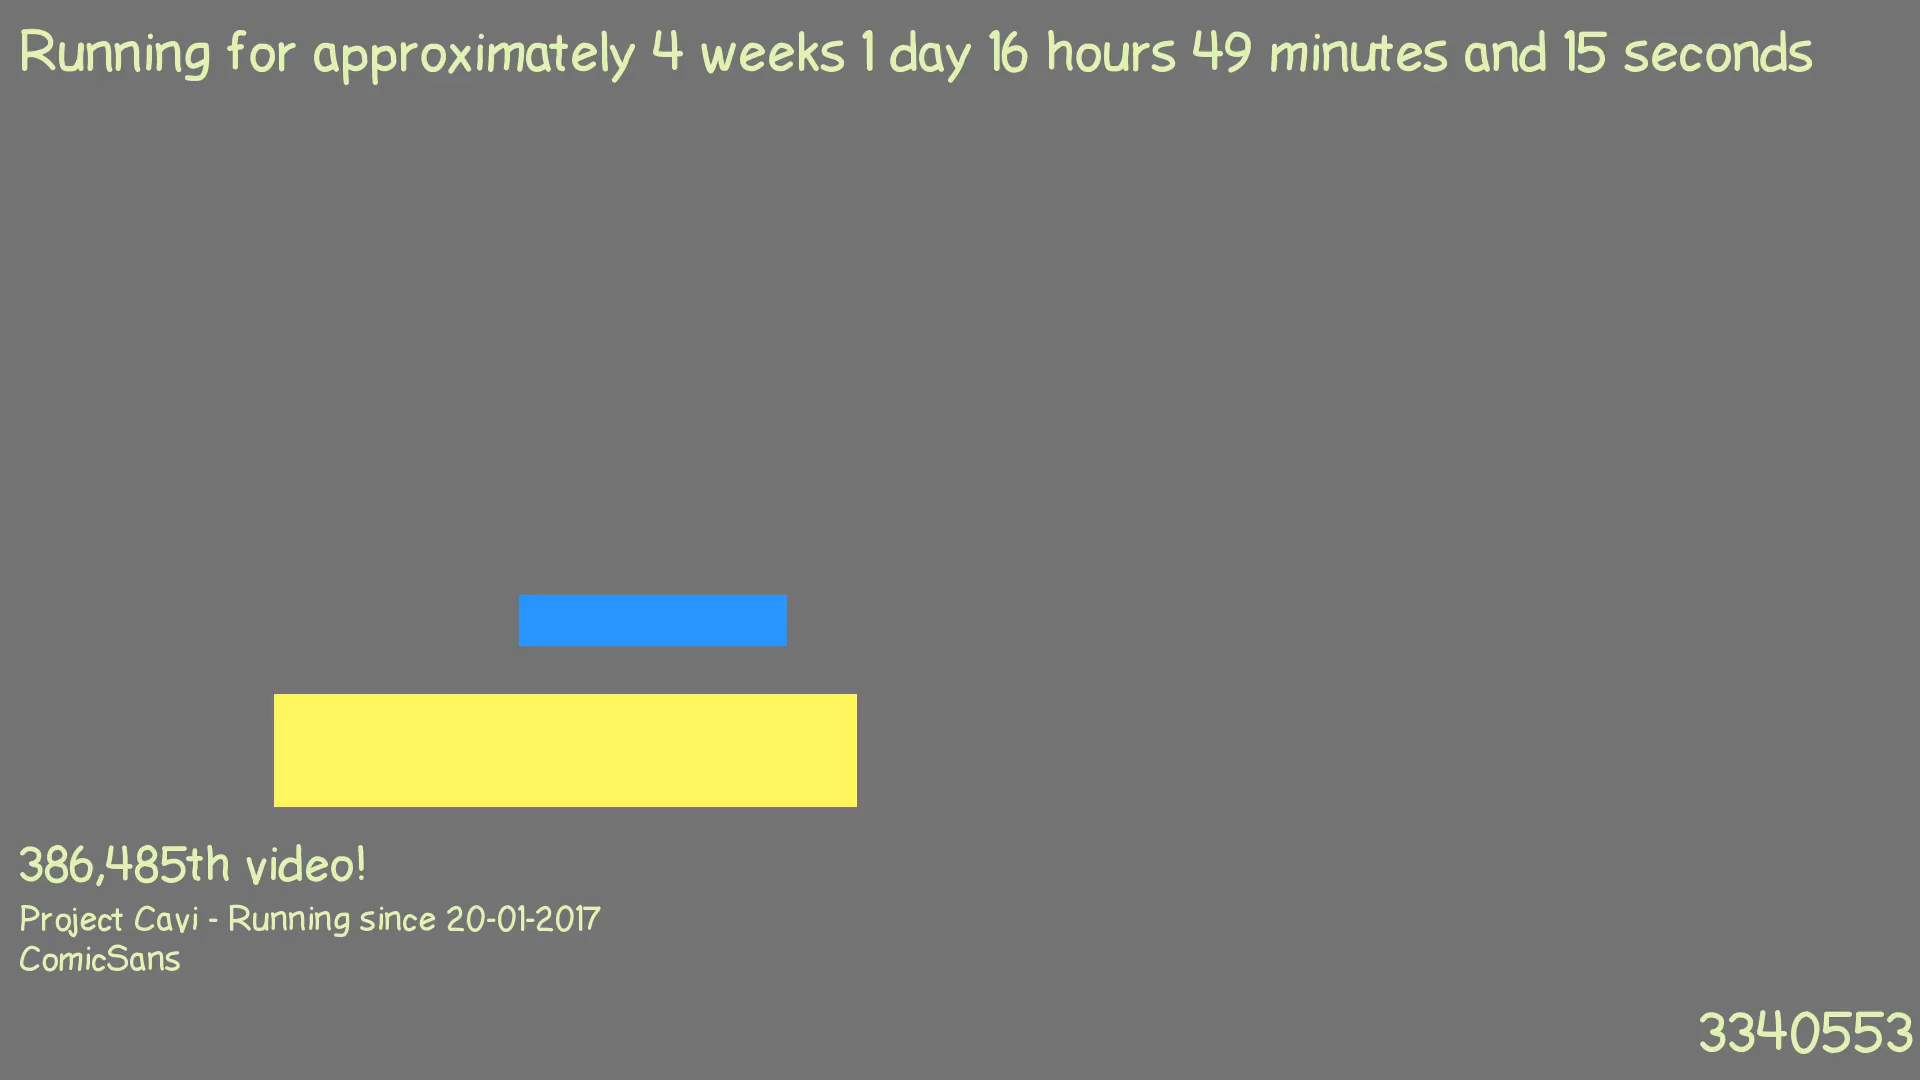 Running for approximately 4 weeks 1 day 16 hours 49 minutes and 15 seconds
386,485th video!
Project Cavi - Running since 20-01-2017
ComicSans
3340553